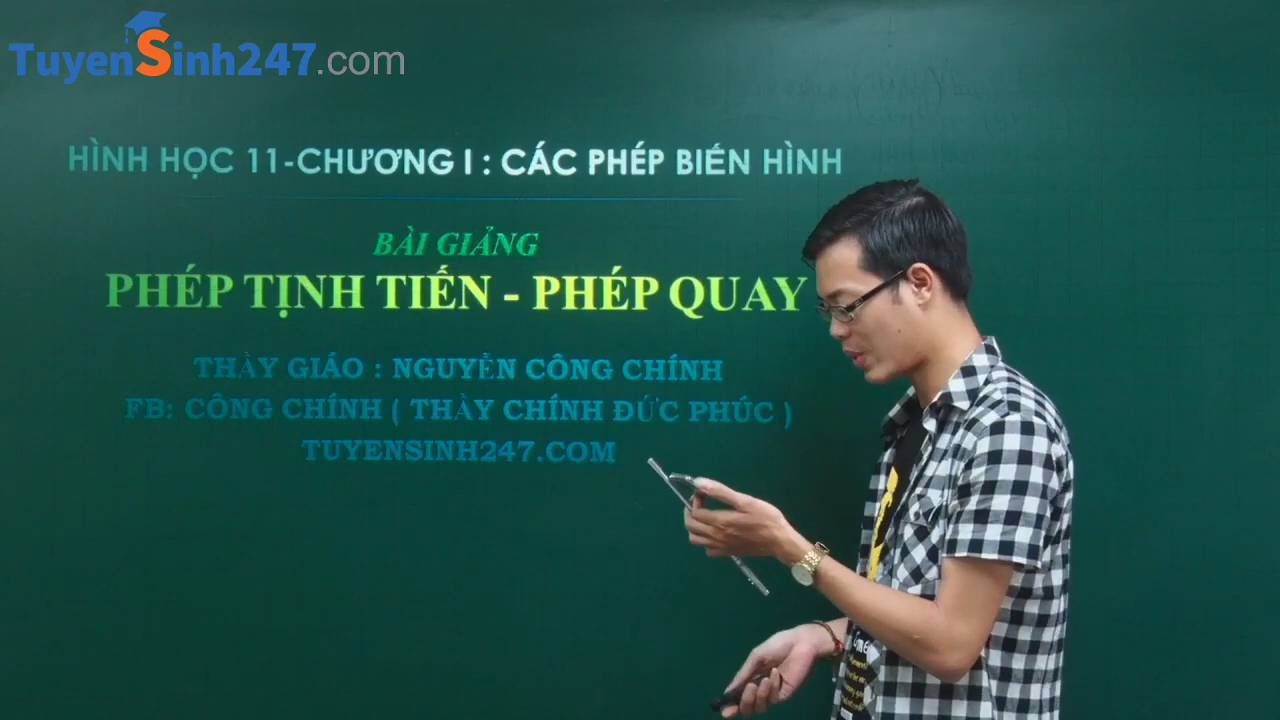 TuyenSinh247.com
HÌNH HỌC 11-CHƯƠNG I : CÁC PHÉP BIẾN HÌNH
BÀI GIẢNG
PHÉP TỊNH TIẾN - PHÉP QUAY
THẦY GIÁO : NGUYỄN CÔNG CHÍNH
FB: CÔNG CHÍNH ( THẦY CHÍNH ĐỨC PHÚC )
TUYENSINH247.COM